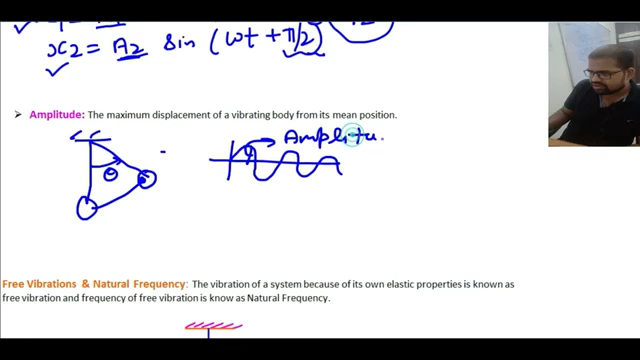 x2 = A2 sin (ωt + π/2)
➢ Amplitude: The maximum displacement of a vibrating body from its mean position.
Amplitu
θ
Free Vibrations & Natural Frequency: The vibration of a system because of its own elastic properties is known as
free vibration and frequency of free vibration is know as Natural Frequency.